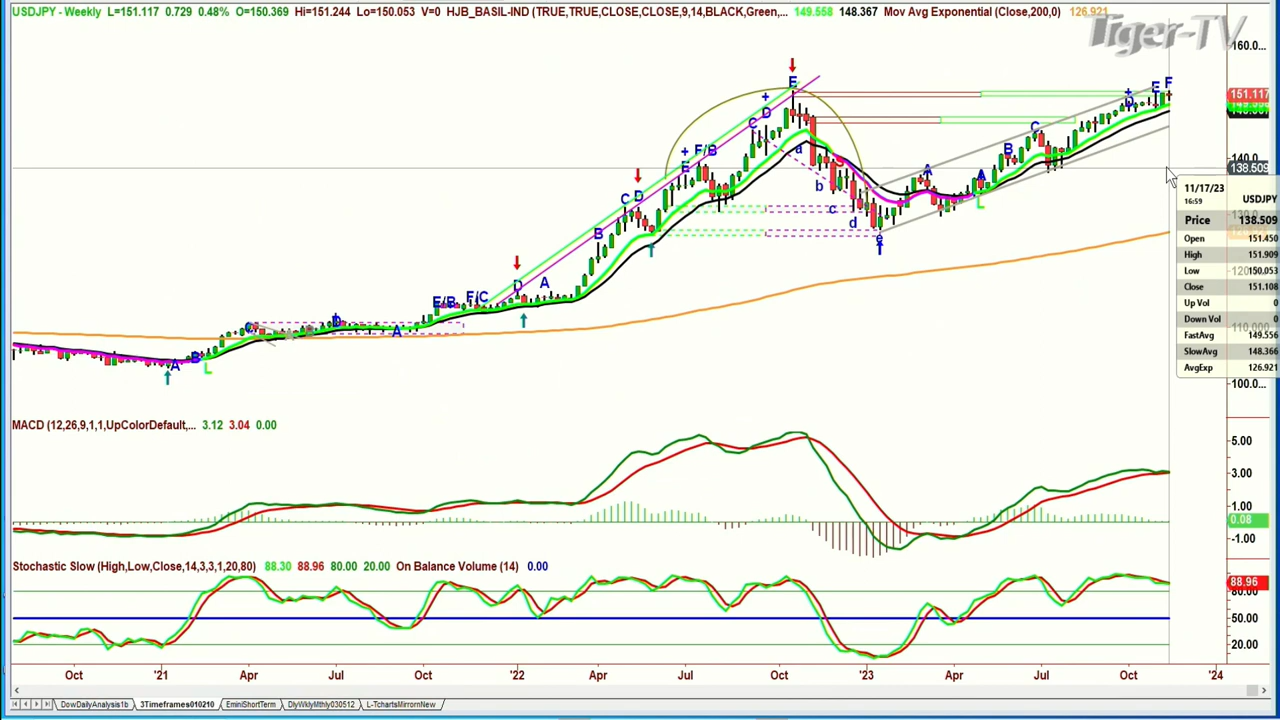 USDJPY - Weekly L=151.117 0.729 0.48% O=150.369 Hi=151.244 Lo=150.053 V=0 HJB_BASIL-IND (TRUE,TRUE,CLOSE,CLOSE,9,14,BLACK,Green,... 149.558 148.367 Mov Avg Exponential (Close,200,0) 126.921
Tiger-TV
160.0...
E
E F
151.117
+
+
D
C D
C
+
E F/B
C D
B
a
b
c
d
e
A
A
L
B
140.0
138.509
11/17/23
16:59
USDJPY
Price 138.509
Open 151.450
High 151.909
Low 150.053
Close 151.108
Up Vol 0
Down Vol 0
FastAvg 149.556
SlowAvg 148.366
AvgExp 126.921
D A
E/B F/C
C
D
A
A B
L
110.000
100.0...
MACD (12,26,9,1,1,UpColorDefault,... 3.12 3.04 0.00
5.00
3.00
1.00
0.08
-1.00
Stochastic Slow (High,Low,Close,14,3,3,1,20,80) 88.30 88.96 80.00 20.00 On Balance Volume (14) 0.00
88.96
80.00
50.00
20.00
Oct '21 Apr Jul Oct '22 Apr Jul Oct '23 Apr Jul Oct '24
DowDailyAnalysis1b 3Timeframes010210 EminiShortTerm DlyWklyMthly030512 L-TchartsMirrornNew